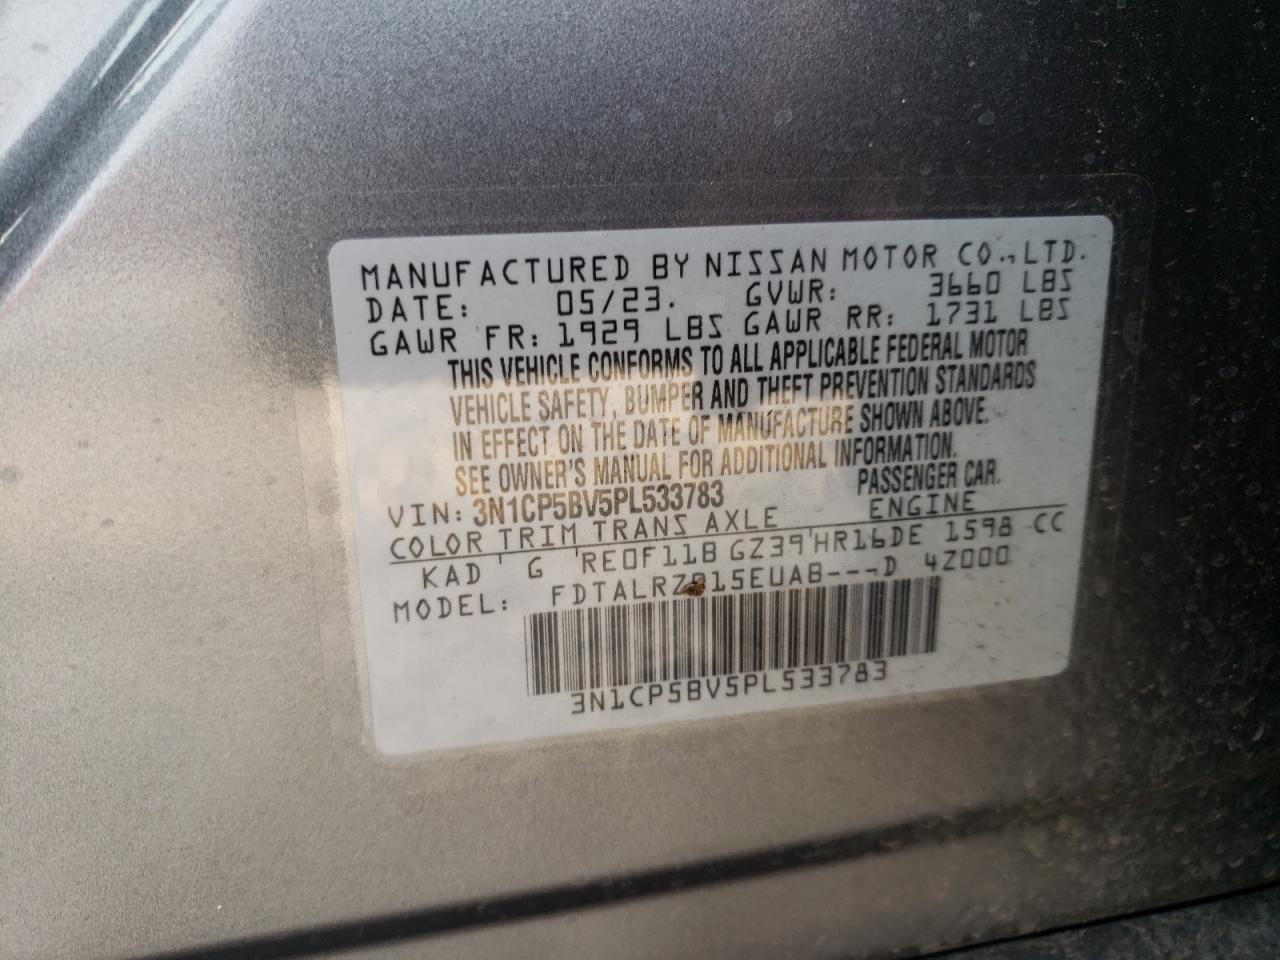 MANUFACTURED BY NISSAN MOTOR CO.,LTD.
DATE: 05/23. GVWR: 3660 LBS
GAWR FR: 1929 LBS GAWR RR: 1731 LBS
THIS VEHICLE CONFORMS TO ALL APPLICABLE FEDERAL MOTOR
VEHICLE SAFETY, BUMPER AND THEFT PREVENTION STANDARDS
IN EFFECT ON THE DATE OF MANUFACTURE SHOWN ABOVE.
SEE OWNER'S MANUAL FOR ADDITIONAL INFORMATION.
PASSENGER CAR.
VIN: 3N1CP5BV5PL533783
COLOR TRIM TRANS AXLE ENGINE
KAD G RE0F11B GZ39 HR16DE 1598 CC
MODEL: D 4Z000
3N1CP5BV5PL533783